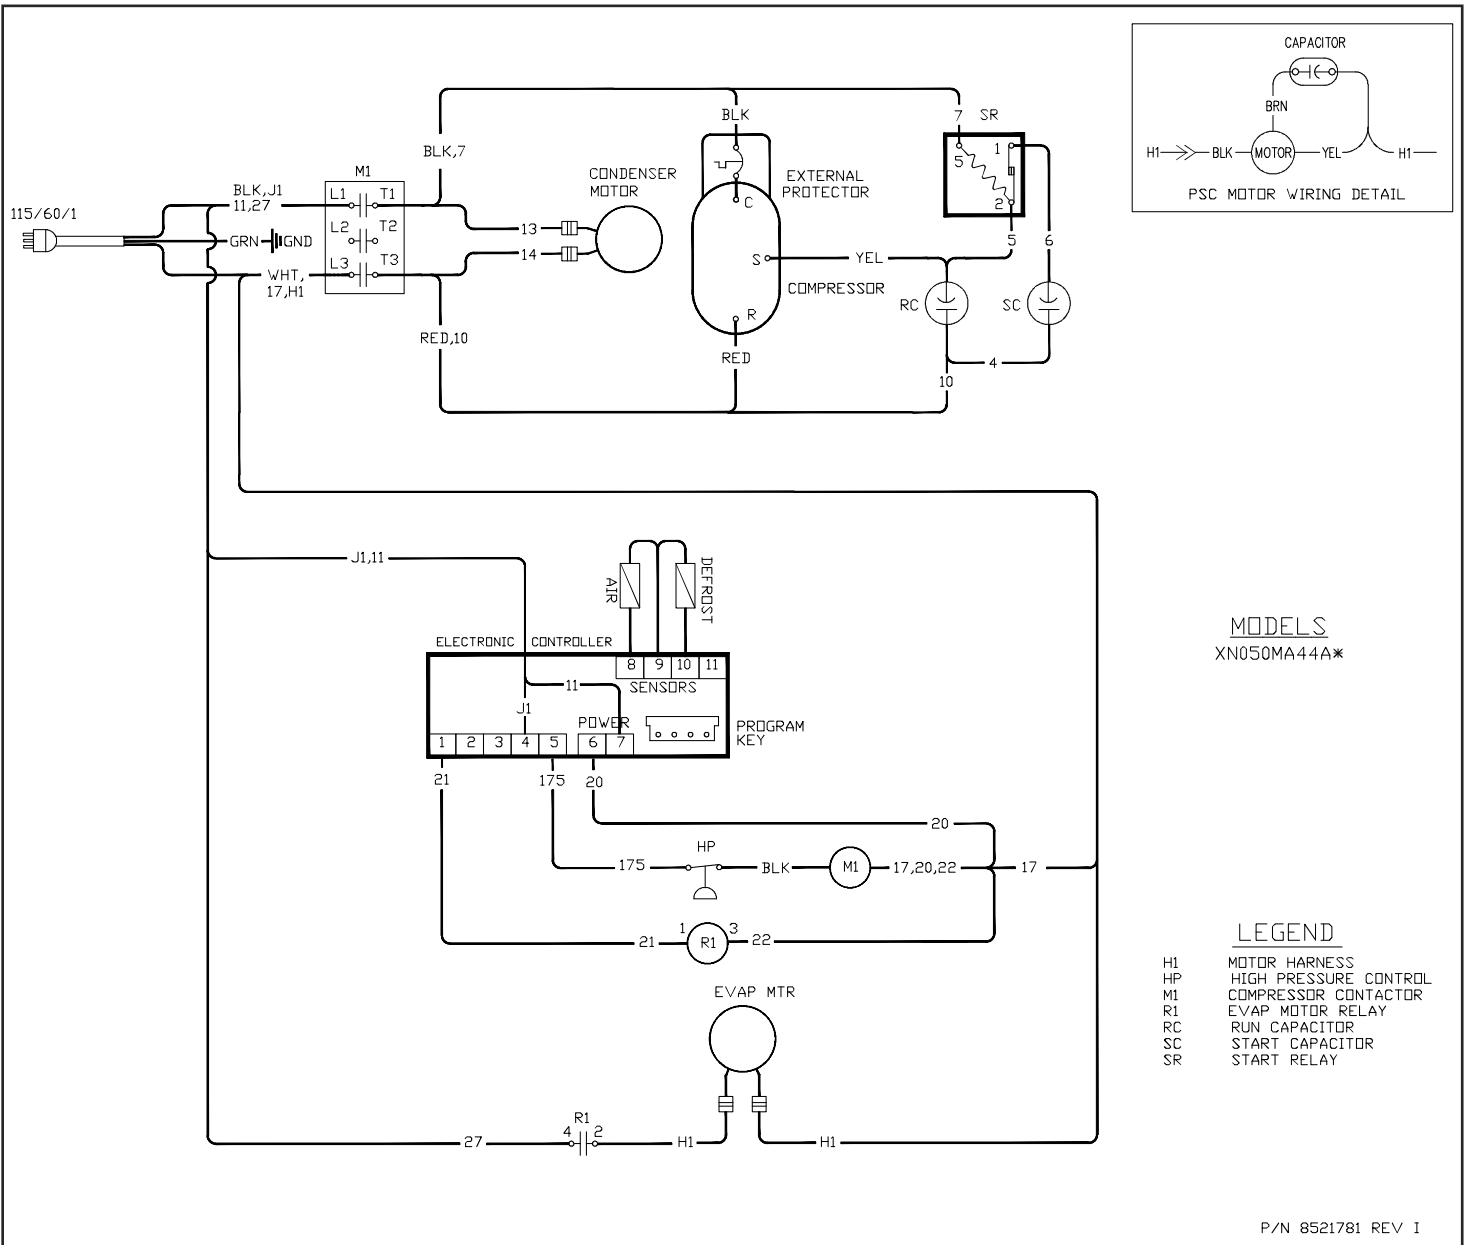 CAPACITOR
BRN
H1 BLK MOTOR YEL H1
PSC MOTOR WIRING DETAIL
115/60/1
BLK,J1
11,27
GRN GND
WHT,
17,H1
M1
L1 T1
L2 T2
L3 T3
BLK,7
RED,10
13
14
CONDENSER
MOTOR
BLK
EXTERNAL
PROTECTOR
C
S
R
YEL
COMPRESSOR
RED
7 SR
5 1
2
5 6
RC SC
4
10
J1,11
AIR
DEFROST
ELECTRONIC CONTROLLER
8 9 10 11
SENSORS
11
J1
POWER
PROGRAM
KEY
1 2 3 4 5 6 7
21 175 20
20
HP
175 BLK M1 17,20,22 17
21 1 R1 3 22
EVAP MTR
R1
27 4 2 H1 H1
MODELS
XN050MA44A*
LEGEND
H1 MOTOR HARNESS
HP HIGH PRESSURE CONTROL
M1 COMPRESSOR CONTACTOR
R1 EVAP MOTOR RELAY
RC RUN CAPACITOR
SC START CAPACITOR
SR START RELAY
P/N 8521781 REV I